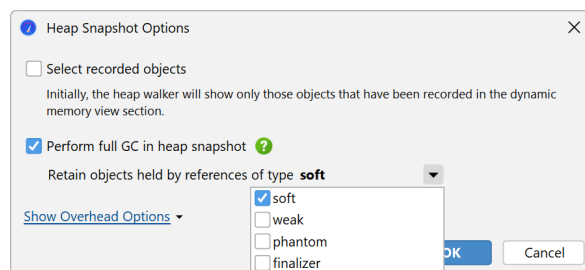 Heap Snapshot Options
Select recorded objects
Initially, the heap walker will show only those objects that have been recorded in the dynamic
memory view section.
Perform full GC in heap snapshot
Retain objects held by references of type soft
soft
Show Overhead Options
weak
phantom
OK Cancel
finalizer